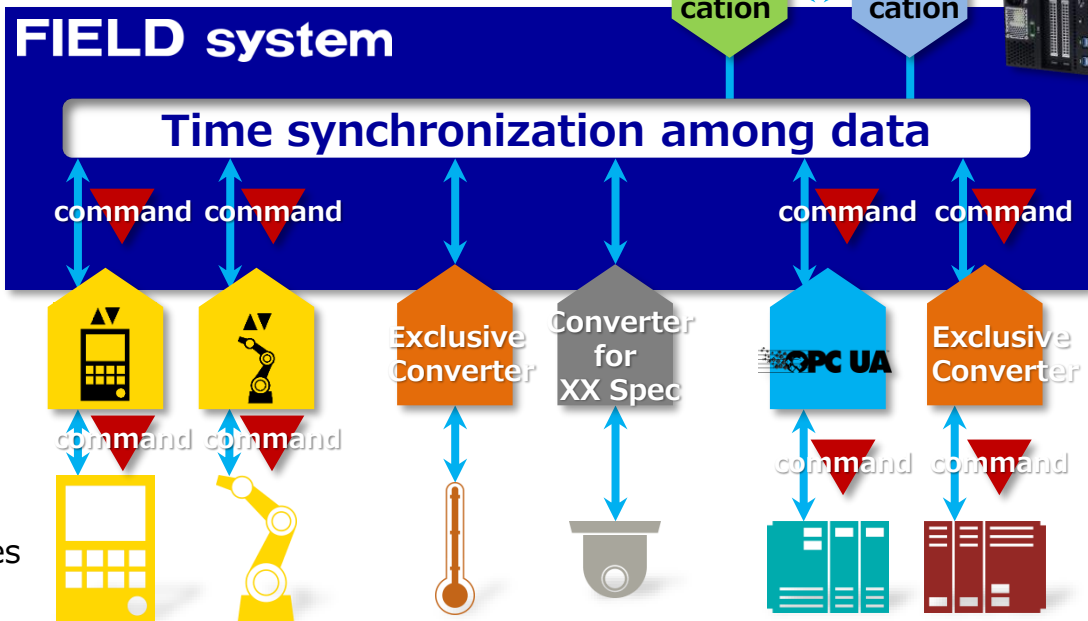 cation
cation
FIELD system
Time synchronization among data
command
command
command
command
Exclusive
Converter
Converter
for
XX Spec
OPC UA
Exclusive
Converter
command
command
command
command
es